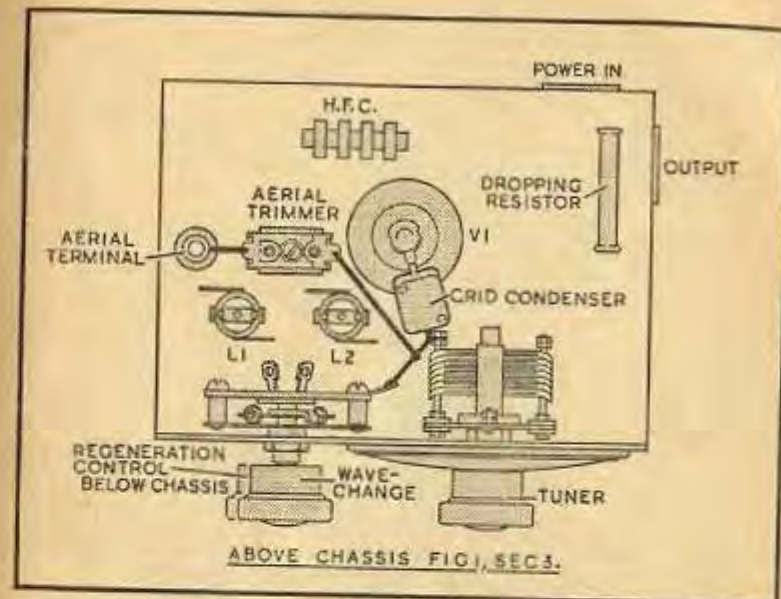 POWER IN
H.F.C.
OUTPUT
DROPPING
RESISTOR
AERIAL
TRIMMER
V1
AERIAL
TERMINAL
GRID CONDENSER
L1
L2
REGENERATION
CONTROL
BELOW CHASSIS
WAVE-
CHANGE
TUNER
ABOVE CHASSIS FIG1, SEC3.